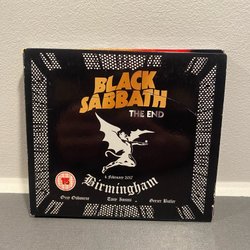 BLACK
SABBATH
THE END
4 February 2017
Birmingham
Ozzy Osbourne Tony Iommi Geezer Butler
15